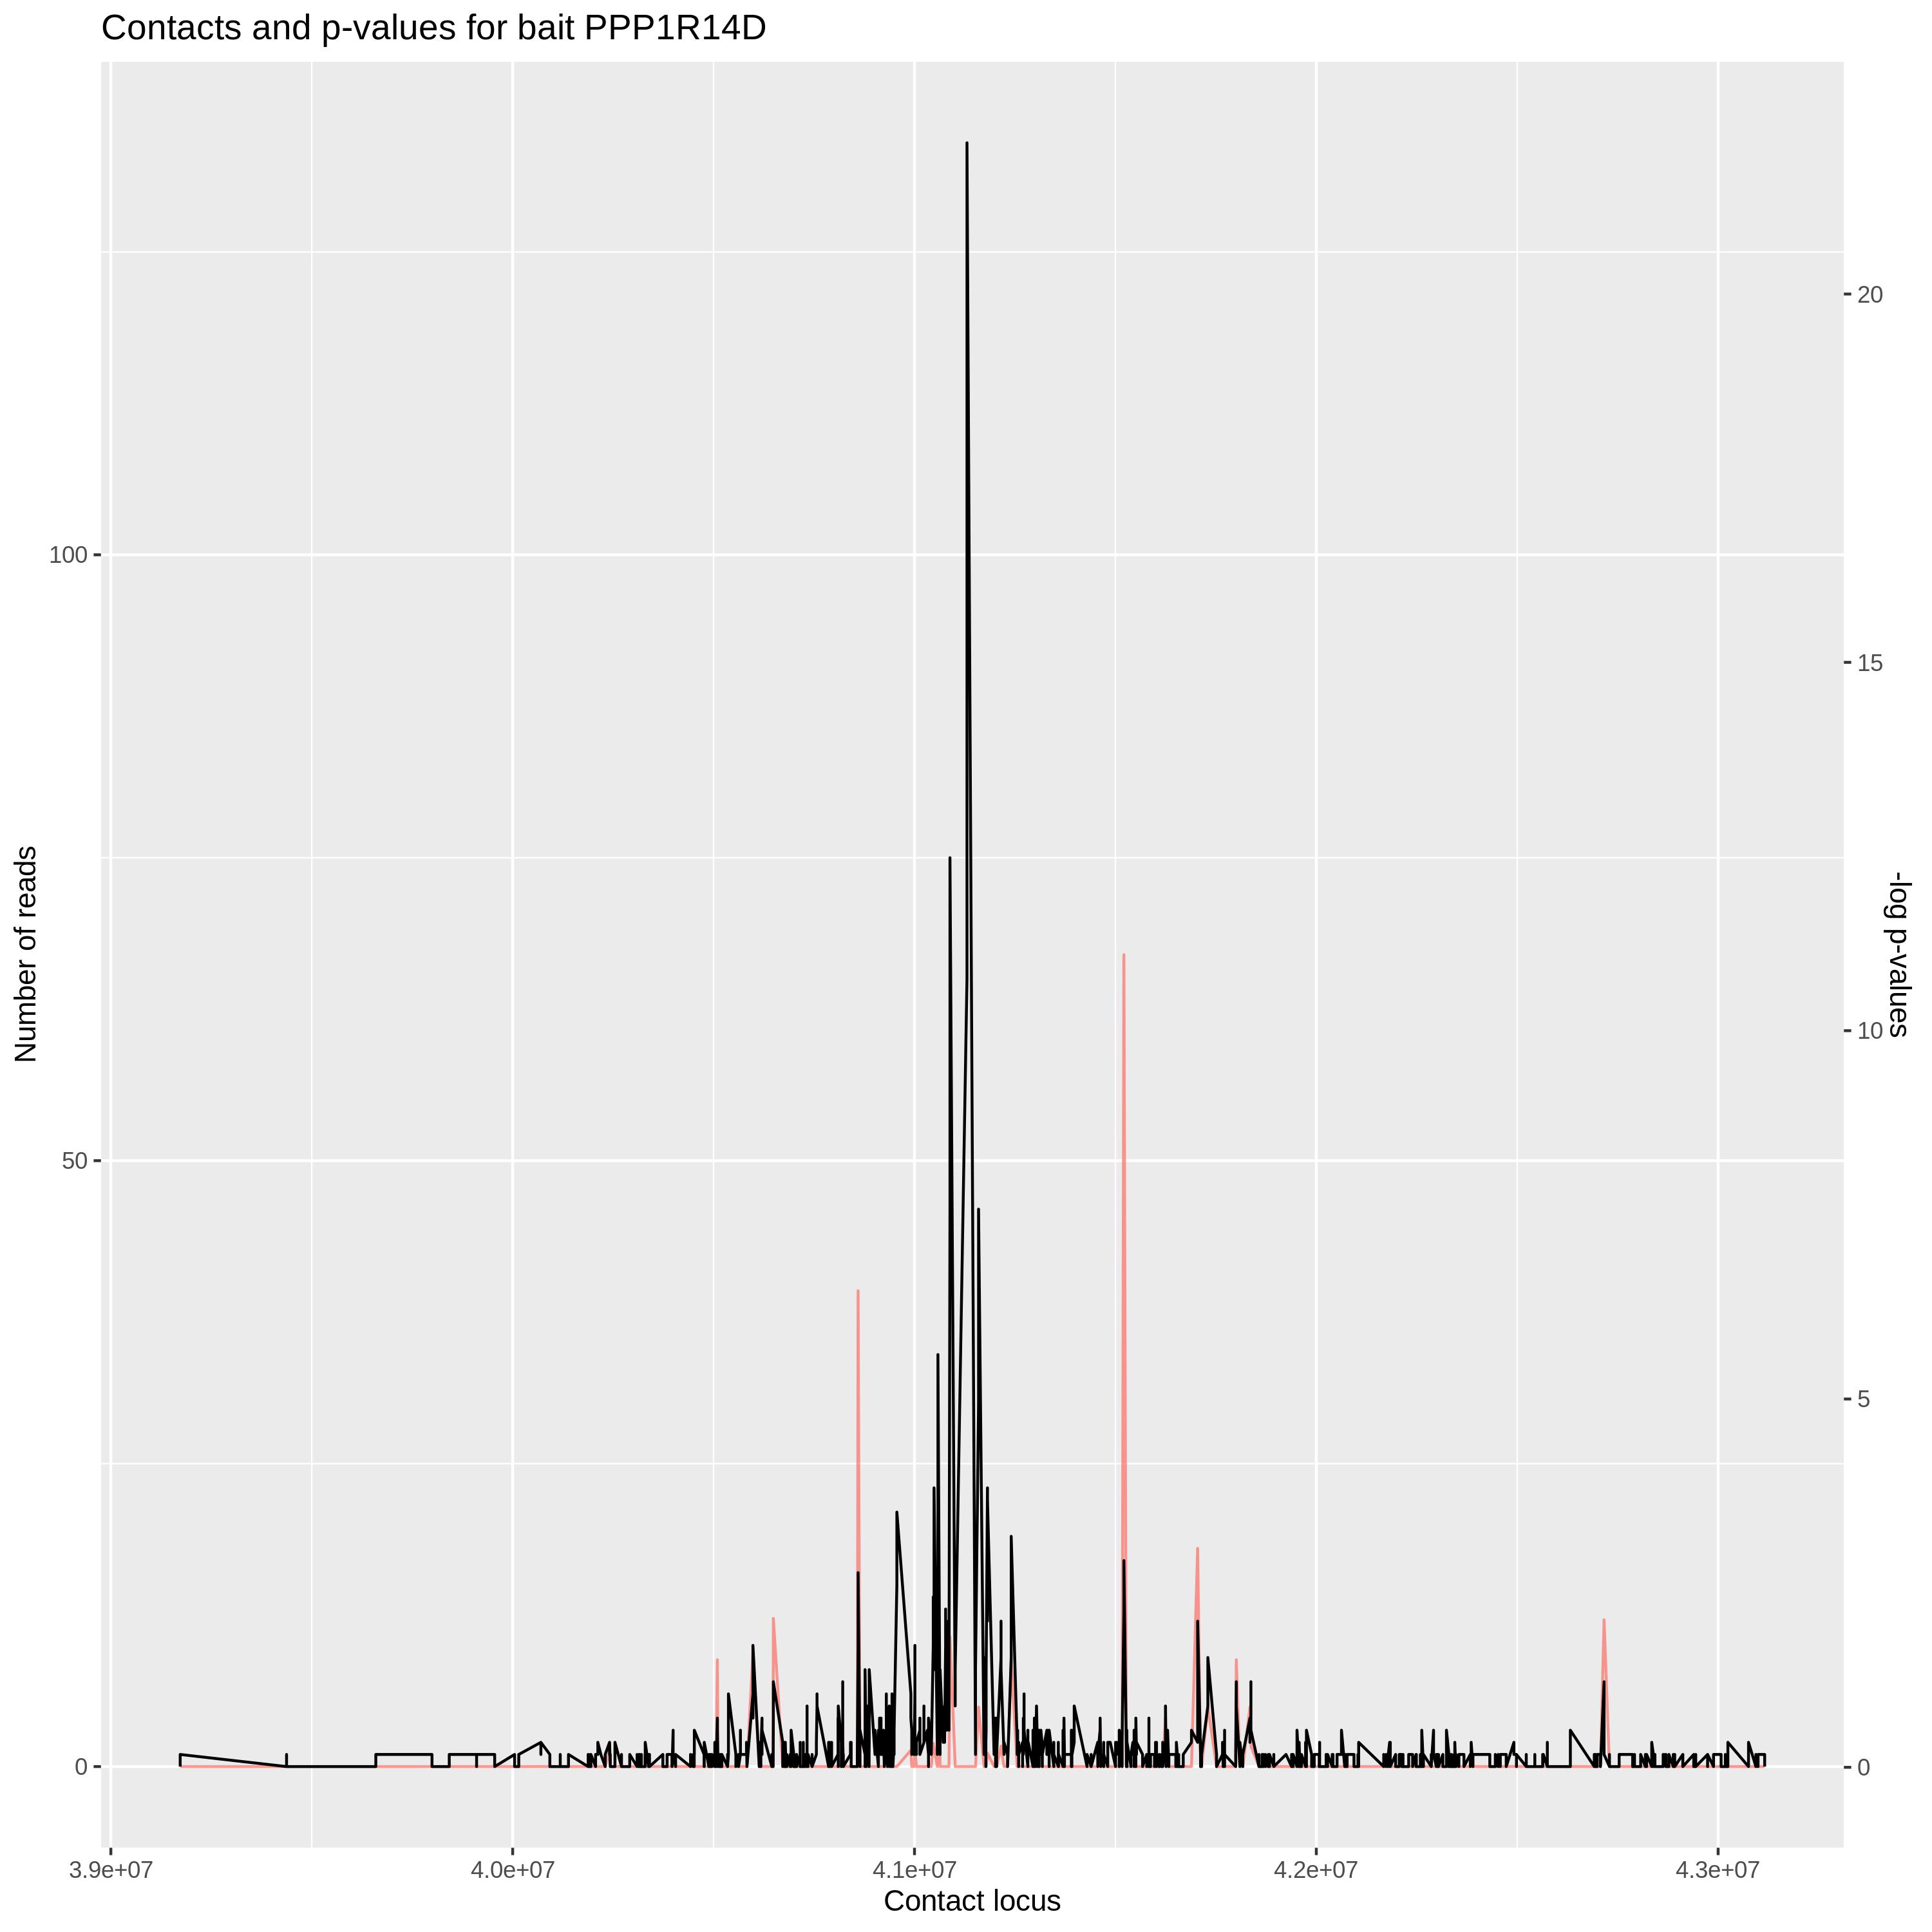 Contacts and p-values for bait PPP1R14D
Number of reads
100
50
0
20
15
10
5
0
-log p-values
3.9e+07 4.0e+07 4.1e+07 4.2e+07 4.3e+07
Contact locus